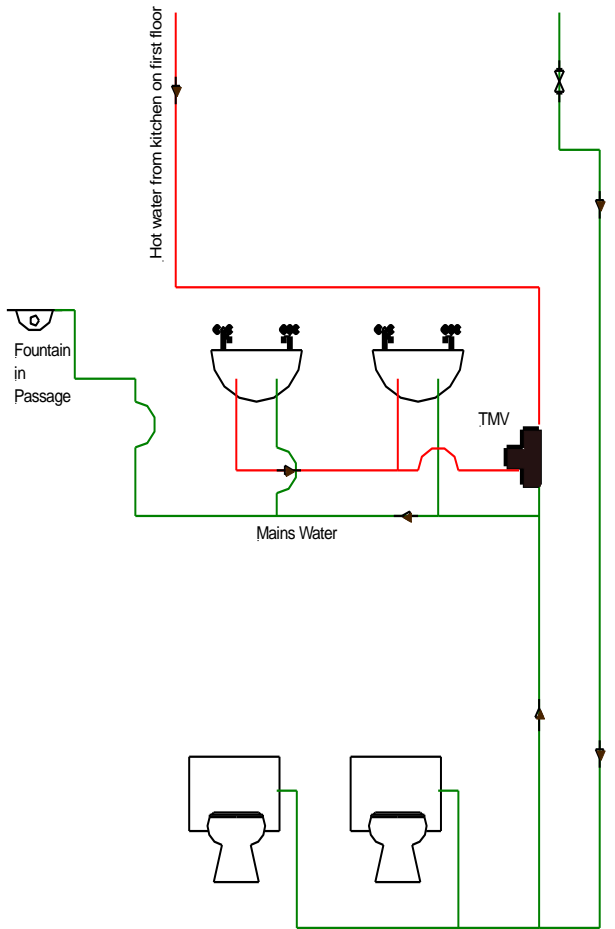 Hot water from kitchen on first floor
Fountain
in
Passage
TMV
Mains Water